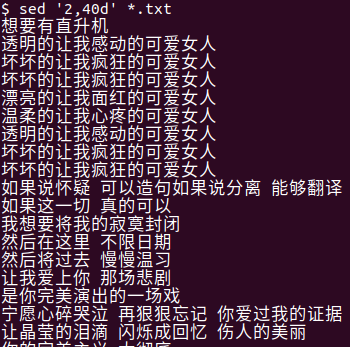 $ sed '2,40d' *.txt
想要有直升机
透明的让我感动的可爱女人
坏坏的让我疯狂的可爱女人
坏坏的让我疯狂的可爱女人
漂亮的让我面红的可爱女人
温柔的让我心疼的可爱女人
透明的让我感动的可爱女人
坏坏的让我疯狂的可爱女人
坏坏的让我疯狂的可爱女人
如果说怀疑 可以造句如果说分离 能够翻译
如果这一切 真的可以
我想要将我的寂寞封闭
然后在这里 不限日期
然后将过去 慢慢温习
让我爱上你 那场悲剧
是你完美演出的一场戏
宁愿心碎哭泣 再狠狠忘记 你爱过我的证据
让晶莹的泪滴 闪烁成回忆 伤人的美丽